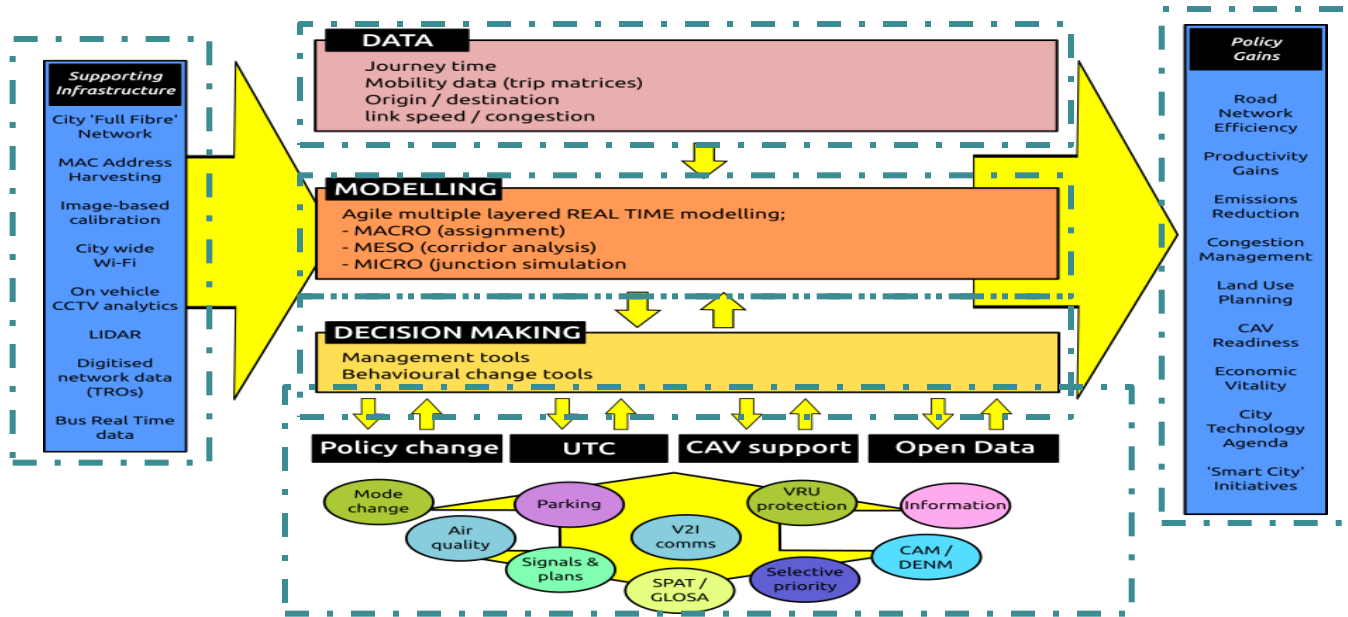 Supporting
Infrastructure
City 'Full Fibre'
Network
MAC Address
Harvesting
Image-based
calibration
City wide
Wi-Fi
On vehicle
CCTV analytics
LIDAR
Digitised
network data
(TROs)
Bus Real Time
data
DATA
Journey time
Mobility data (trip matrices)
Origin / destination
link speed / congestion
MODELLING
Agile multiple layered REAL TIME modelling;
- MACRO (assignment)
- MESO (corridor analysis)
- MICRO (junction simulation
DECISION MAKING
Management tools
Behavioural change tools
Policy change
UTC
CAV support
Open Data
Mode
change
Parking
VRU
protection
Information
Air
quality
V2I
comms
CAM /
DENM
Signals &
plans
SPAT /
GLOSA
Selective
priority
Policy
Gains
Road
Network
Efficiency
Productivity
Gains
Emissions
Reduction
Congestion
Management
Land Use
Planning
CAV
Readiness
Economic
Vitality
City
Technology
Agenda
'Smart City'
Initiatives